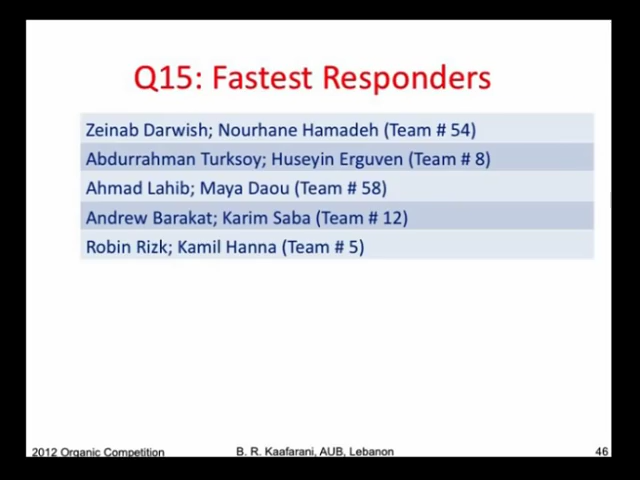 Q15: Fastest Responders
Zeinab Darwish; Nourhane Hamadeh (Team # 54)
Abdurrahman Turksoy; Huseyin Erguven (Team # 8)
Ahmad Lahib; Maya Daou (Team # 58)
Andrew Barakat; Karim Saba (Team # 12)
Robin Rizk; Kamil Hanna (Team # 5)
2012 Organic Competition B. R. Kaafarani, AUB, Lebanon 46